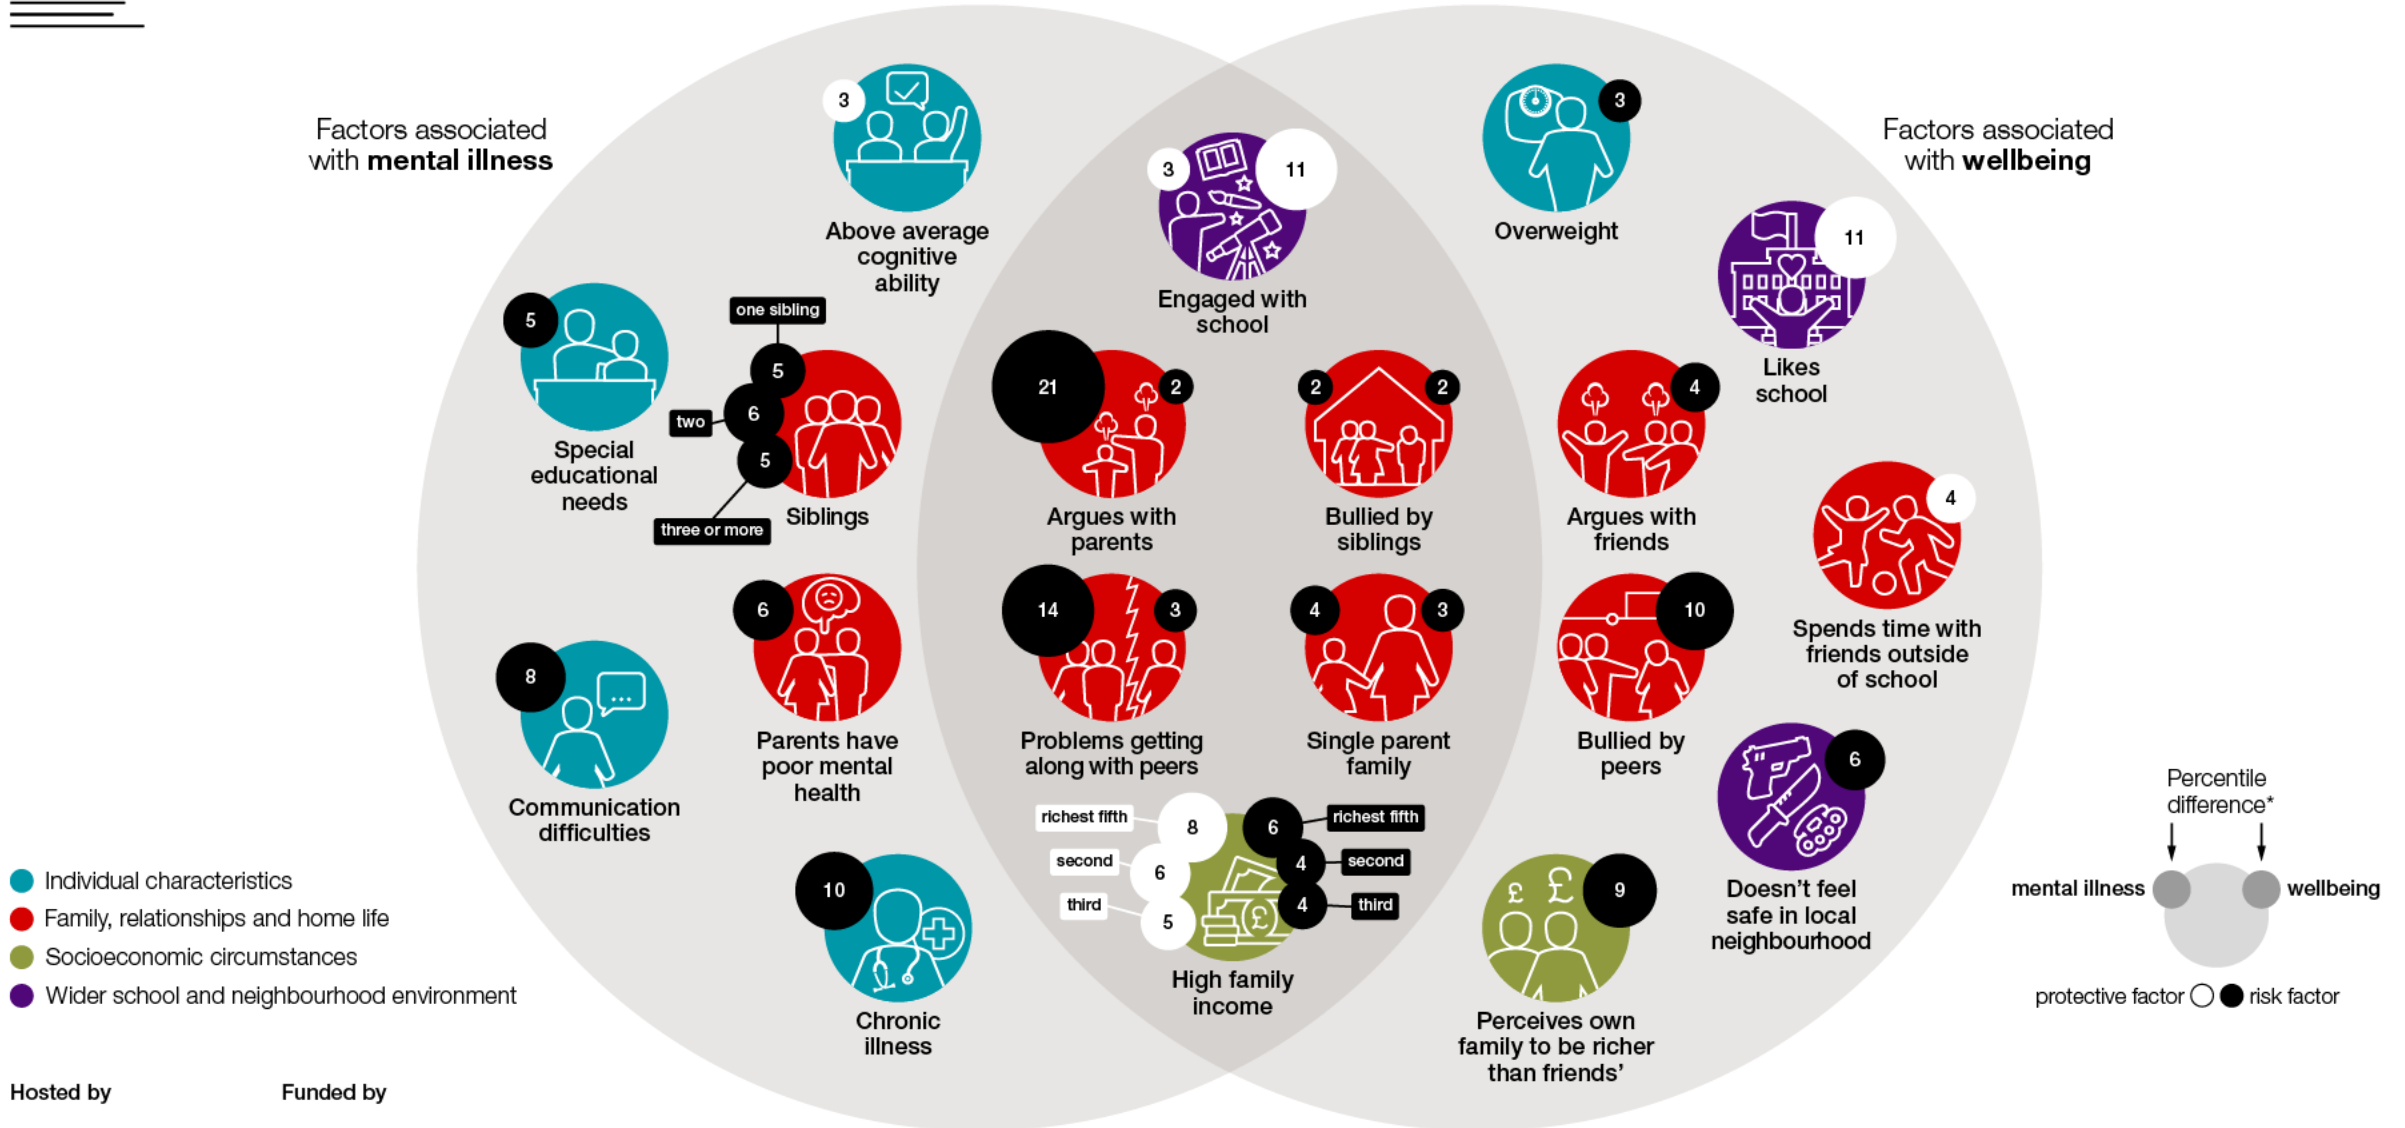 Factors associated
with mental illness
3
Above average
cognitive
ability
5
Special
educational
needs
one sibling
5
two
6
5
three or more
Siblings
6
Parents have
poor mental
health
8
Communication
difficulties
10
Chronic
illness
3
11
Engaged with
school
21
2
Argues with
parents
2
2
Bullied by
siblings
14
3
Problems getting
along with peers
4
3
Single parent
family
richest fifth
8
6
richest fifth
second
6
4
second
third
5
4
third
£
High family
income
Factors associated
with wellbeing
3
Overweight
11
Likes
school
4
Argues with
friends
4
Spends time with
friends outside
of school
10
Bullied by
peers
6
Doesn't feel
safe in local
neighbourhood
£ £
9
Perceives own
family to be richer
than friends'
Individual characteristics
Family, relationships and home life
Socioeconomic circumstances
Wider school and neighbourhood environment
Percentile
difference*
mental illness
wellbeing
protective factor
risk factor
Hosted by
Funded by